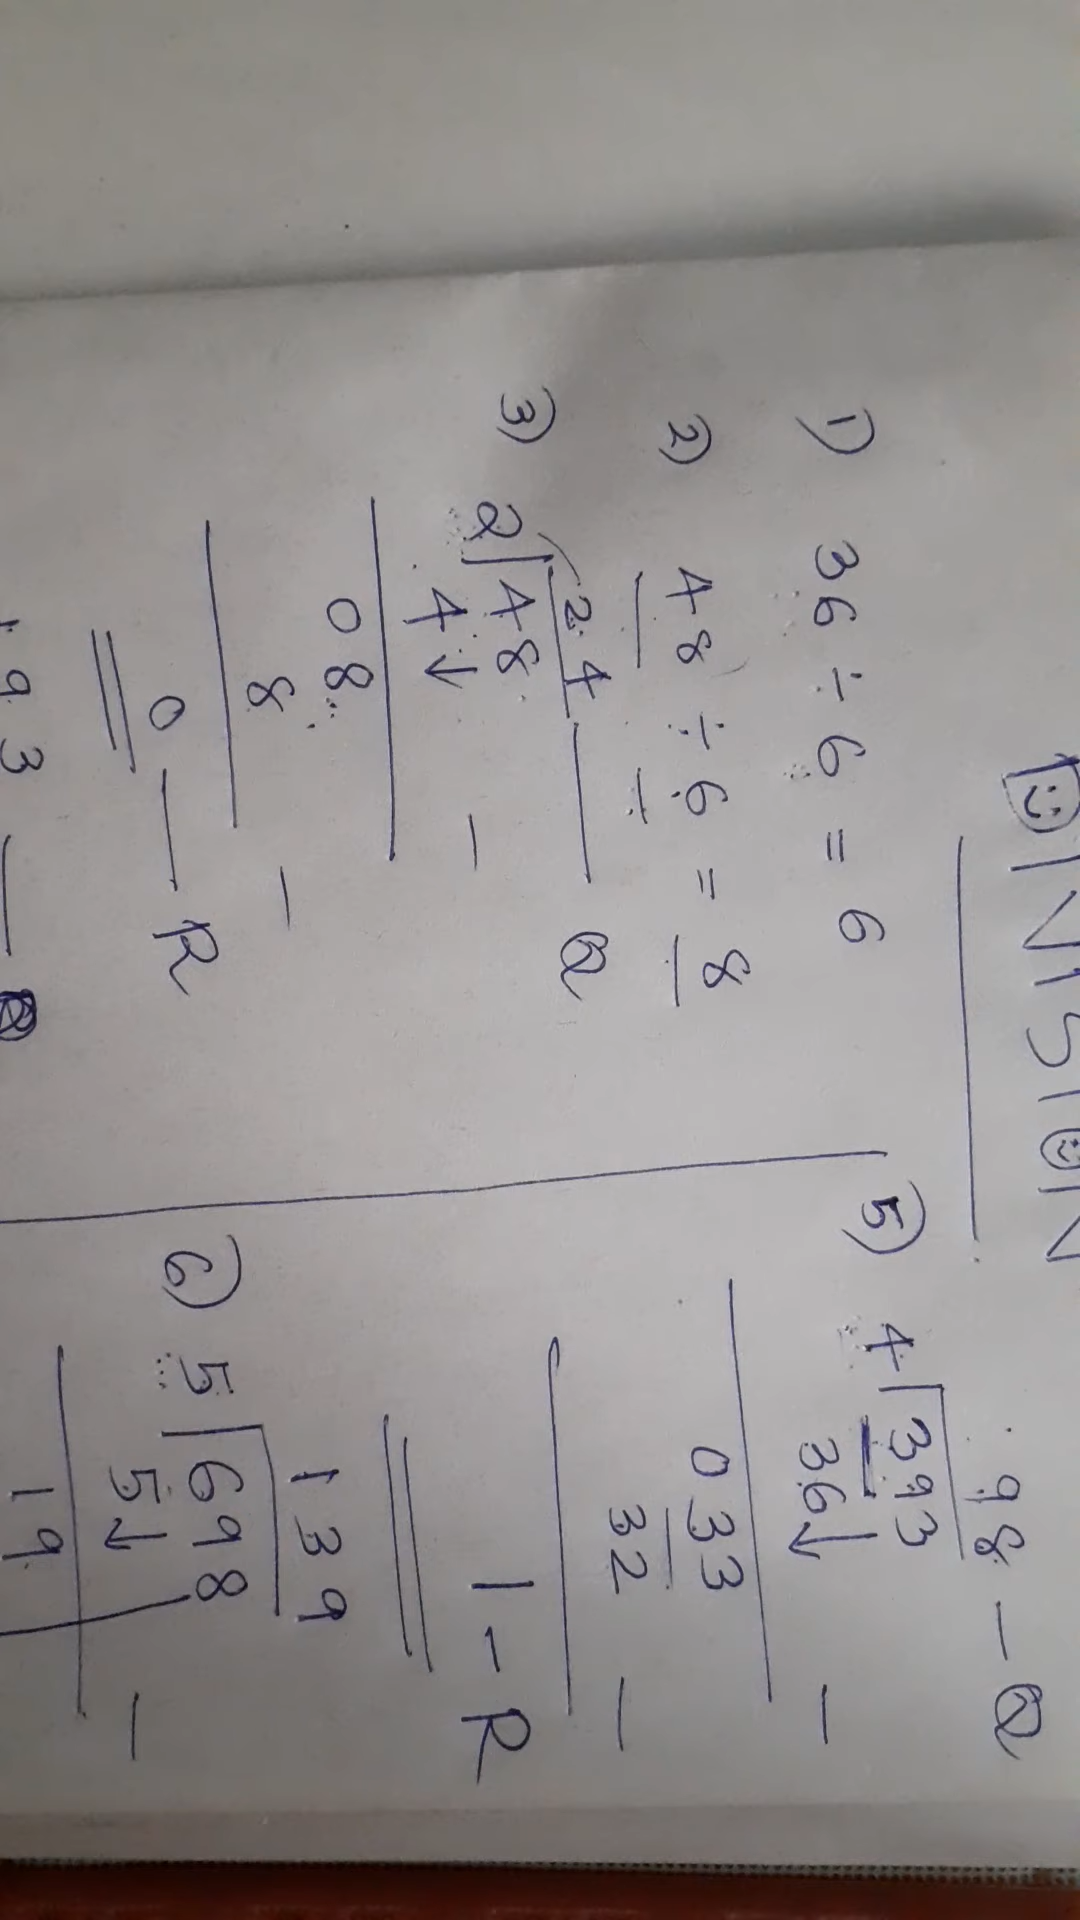 DIVISION
1) 36 ÷ 6 = 6
2) 48 ÷ 6 = 8
3)
24 — Q
2 48
4↓ –
08
8 –
0 — R
193 —
5)
98 – Q
4 393
36↓ –
033
32 –
1 – R
6)
139
5 698
5↓ –
19